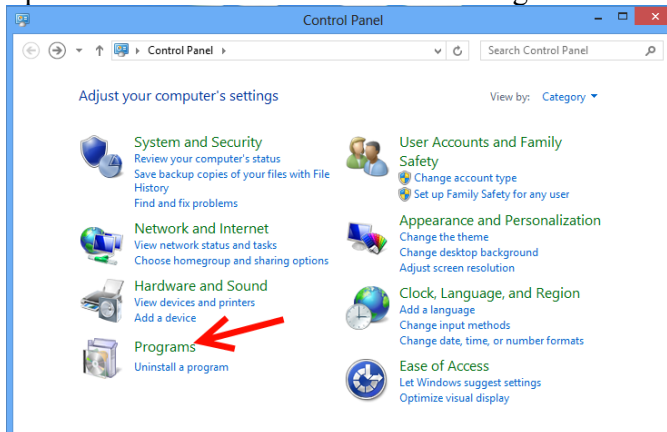 Control Panel
Control Panel
Search Control Panel
Adjust your computer's settings
View by: Category
System and Security
Review your computer's status
Save backup copies of your files with File
History
Find and fix problems
Network and Internet
View network status and tasks
Choose homegroup and sharing options
Hardware and Sound
View devices and printers
Add a device
Programs
Uninstall a program
User Accounts and Family
Safety
Change account type
Set up Family Safety for any user
Appearance and Personalization
Change the theme
Change desktop background
Adjust screen resolution
Clock, Language, and Region
Add a language
Change input methods
Change date, time, or number formats
Ease of Access
Let Windows suggest settings
Optimize visual display